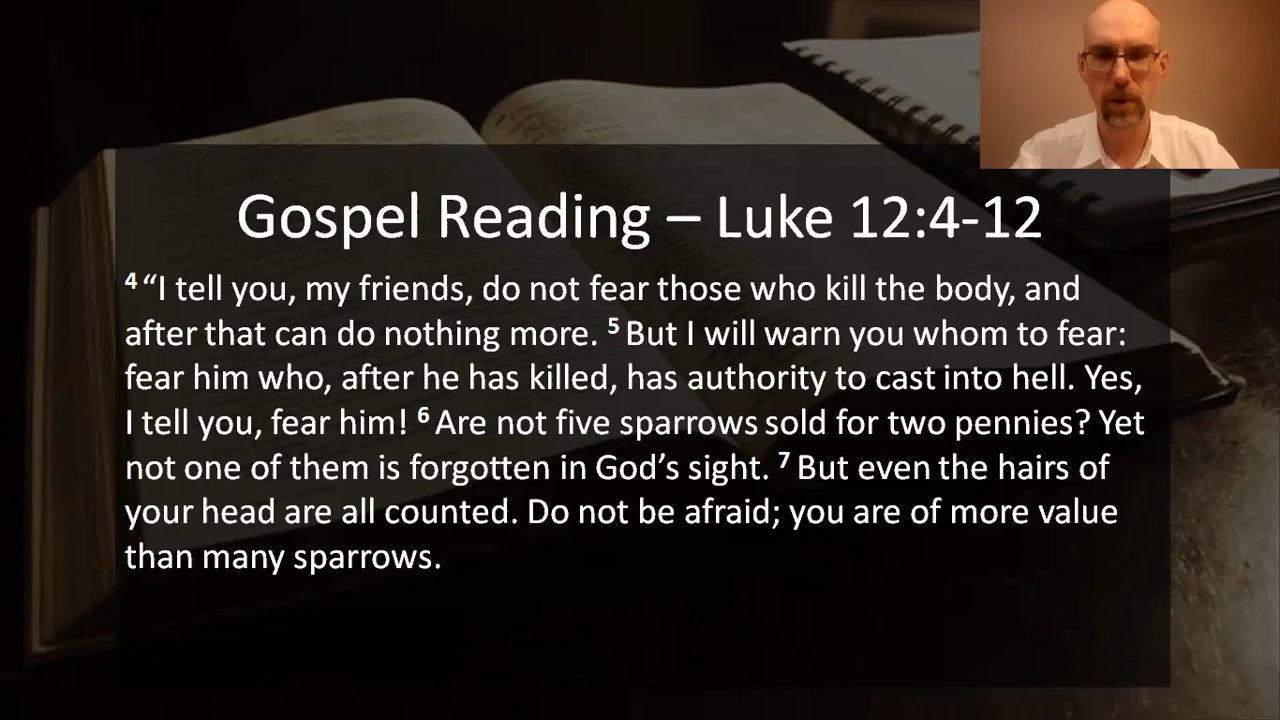 Gospel Reading – Luke 12:4-12
4 “I tell you, my friends, do not fear those who kill the body, and
after that can do nothing more. 5 But I will warn you whom to fear:
fear him who, after he has killed, has authority to cast into hell. Yes,
I tell you, fear him! 6 Are not five sparrows sold for two pennies? Yet
not one of them is forgotten in God’s sight. 7 But even the hairs of
your head are all counted. Do not be afraid; you are of more value
than many sparrows.